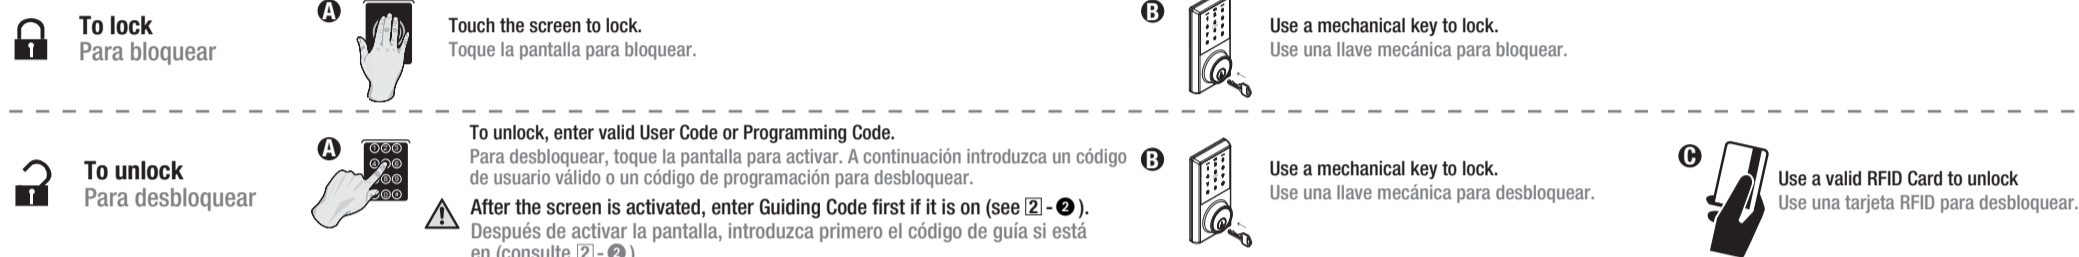 To lock
Para bloquear
A
Touch the screen to lock.
Toque la pantalla para bloquear.
B
Use a mechanical key to lock.
Use una llave mecánica para bloquear.
To unlock
Para desbloquear
A
To unlock, enter valid User Code or Programming Code.
Para desbloquear, toque la pantalla para activar. A continuación introduzca un código
de usuario válido o un código de programación para desbloquear.
After the screen is activated, enter Guiding Code first if it is on (see 2 - 2 ).
Después de activar la pantalla, introduzca primero el código de guía si está
en (consulte 2 - 2 )
B
Use a mechanical key to lock.
Use una llave mecánica para desbloquear.
C
Use a valid RFID Card to unlock
Use una tarjeta RFID para desbloquear.